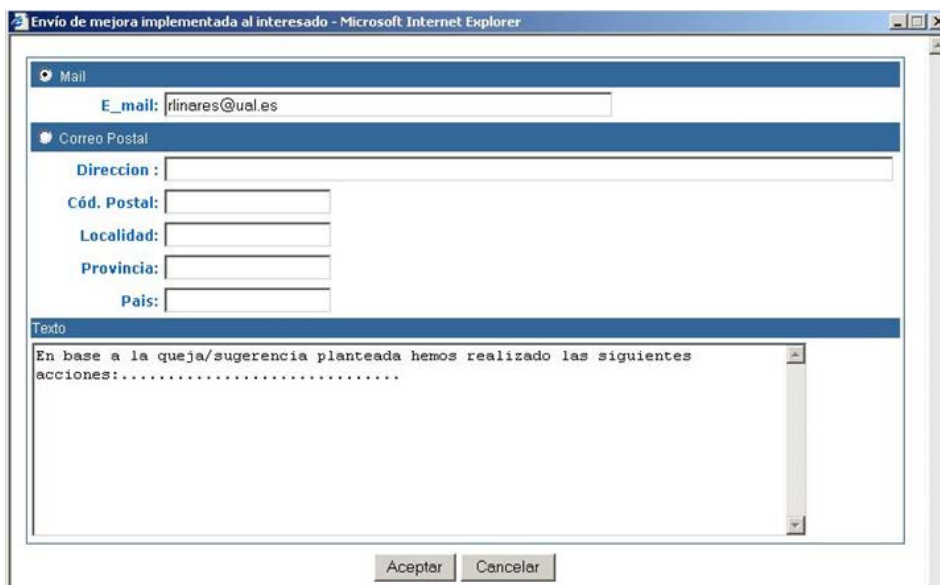 Envío de mejora implementada al interesado - Microsoft Internet Explorer
Mail
E_mail: rlinares@ual.es
Correo Postal
Direccion :
Cód. Postal:
Localidad:
Provincia:
Pais:
Texto
En base a la queja/sugerencia planteada hemos realizado las siguientes
acciones:..............................
Aceptar Cancelar